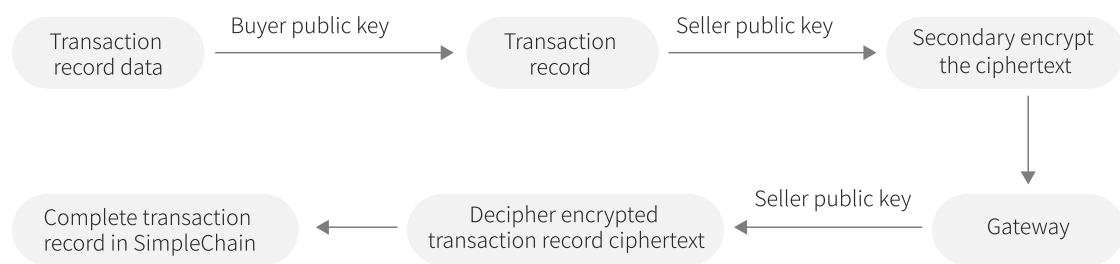 Transaction
record data
Buyer public key
Transaction
record
Seller public key
Secondary encrypt
the ciphertext
Complete transaction
record in SimpleChain
Decipher encrypted
transaction record ciphertext
Seller public key
Gateway